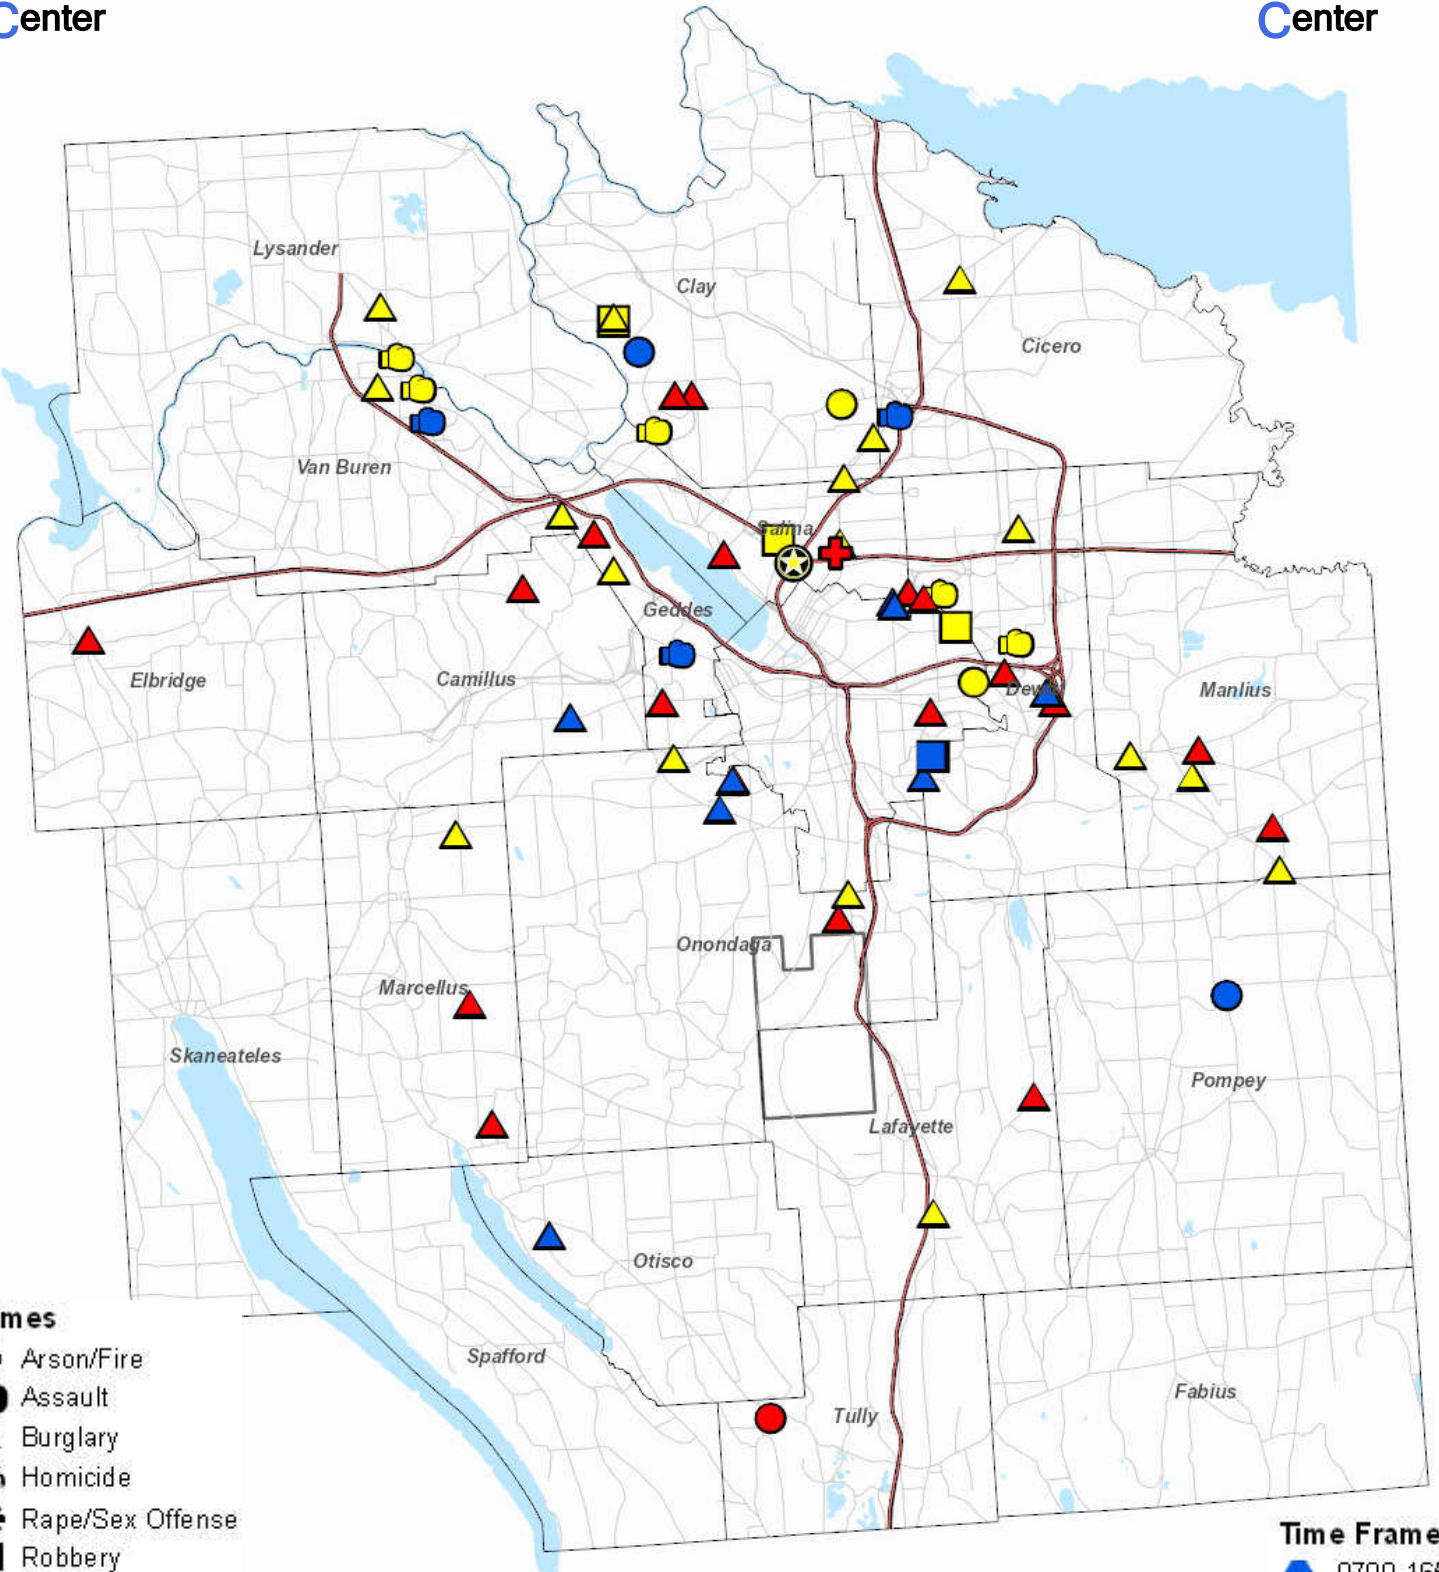 Center
Center
Lysander
Clay
Cicero
Van Buren
Salina
Geddes
Elbridge
Camillus
Manlius
Onondaga
Marcellus
Skaneateles
Pompey
Lafayette
Otisco
Spafford
Fabius
Tully
mes
Arson/Fire
Assault
Burglary
Homicide
Rape/Sex Offense
Robbery
Time Frame